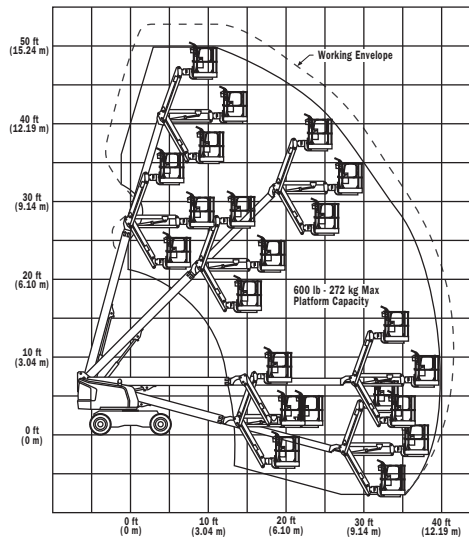 50 ft
(15.24 m)
Working Envelope
40 ft
(12.19 m)
30 ft
(9.14 m)
20 ft
(6.10 m)
600 lb - 272 kg Max
Platform Capacity
10 ft
(3.04 m)
0 ft
(0 m)
0 ft
(0 m)
10 ft
(3.04 m)
20 ft
(6.10 m)
30 ft
(9.14 m)
40 ft
(12.19 m)